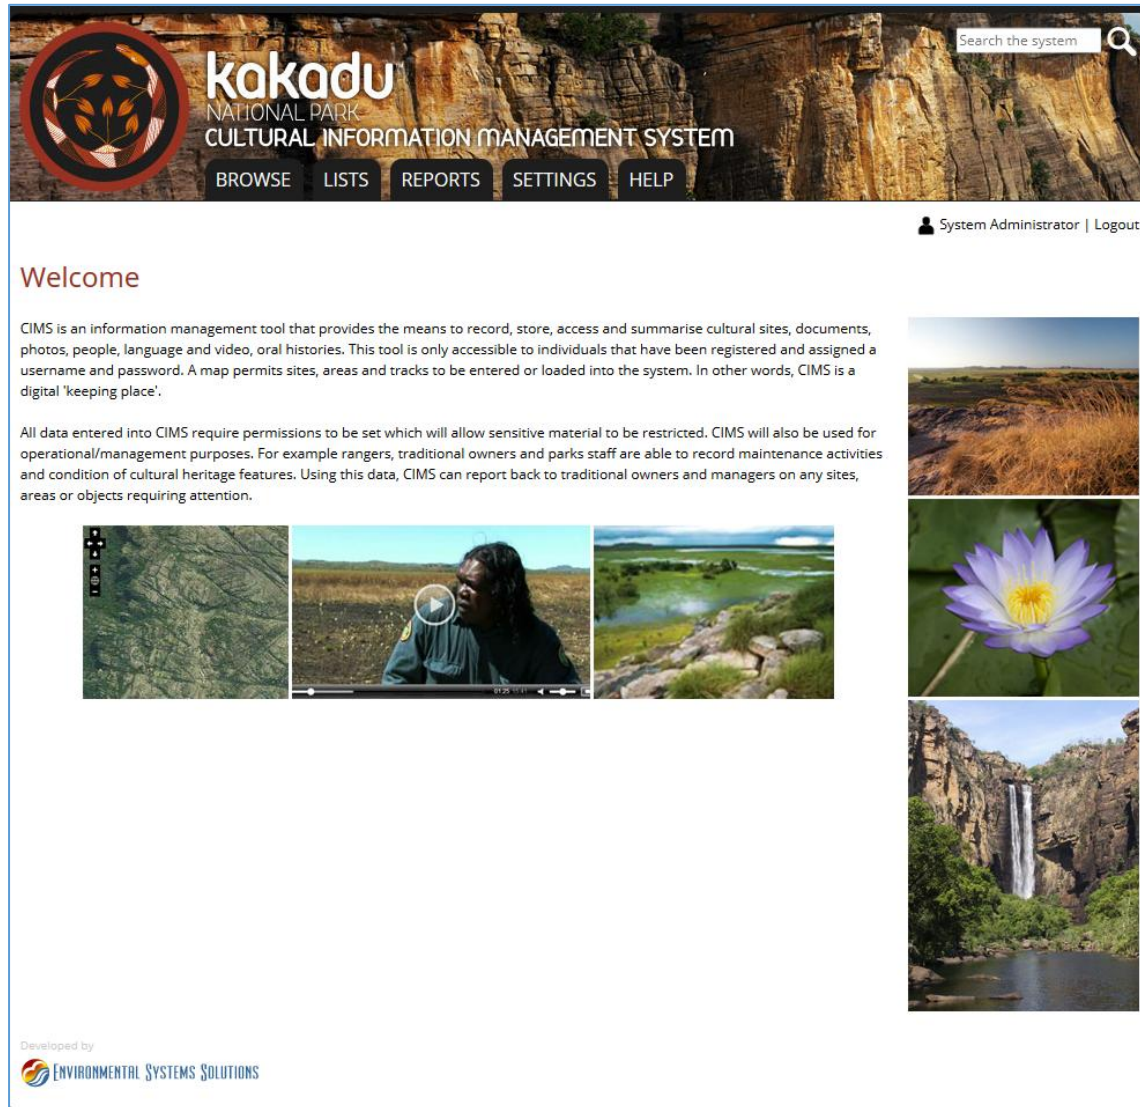 Search the system
kakadu
NATIONAL PARK
CULTURAL INFORMATION MANAGEMENT SYSTEM
BROWSE LISTS REPORTS SETTINGS HELP
System Administrator | Logout
Welcome
CIMS is an information management tool that provides the means to record, store, access and summarise cultural sites, documents,
photos, people, language and video, oral histories. This tool is only accessible to individuals that have been registered and assigned a
username and password. A map permits sites, areas and tracks to be entered or loaded into the system. In other words, CIMS is a
digital 'keeping place'.
All data entered into CIMS require permissions to be set which will allow sensitive material to be restricted. CIMS will also be used for
operational/management purposes. For example rangers, traditional owners and parks staff are able to record maintenance activities
and condition of cultural heritage features. Using this data, CIMS can report back to traditional owners and managers on any sites,
areas or objects requiring attention.
01:25 15:41
Developed by
ENVIRONMENTAL SYSTEMS SOLUTIONS